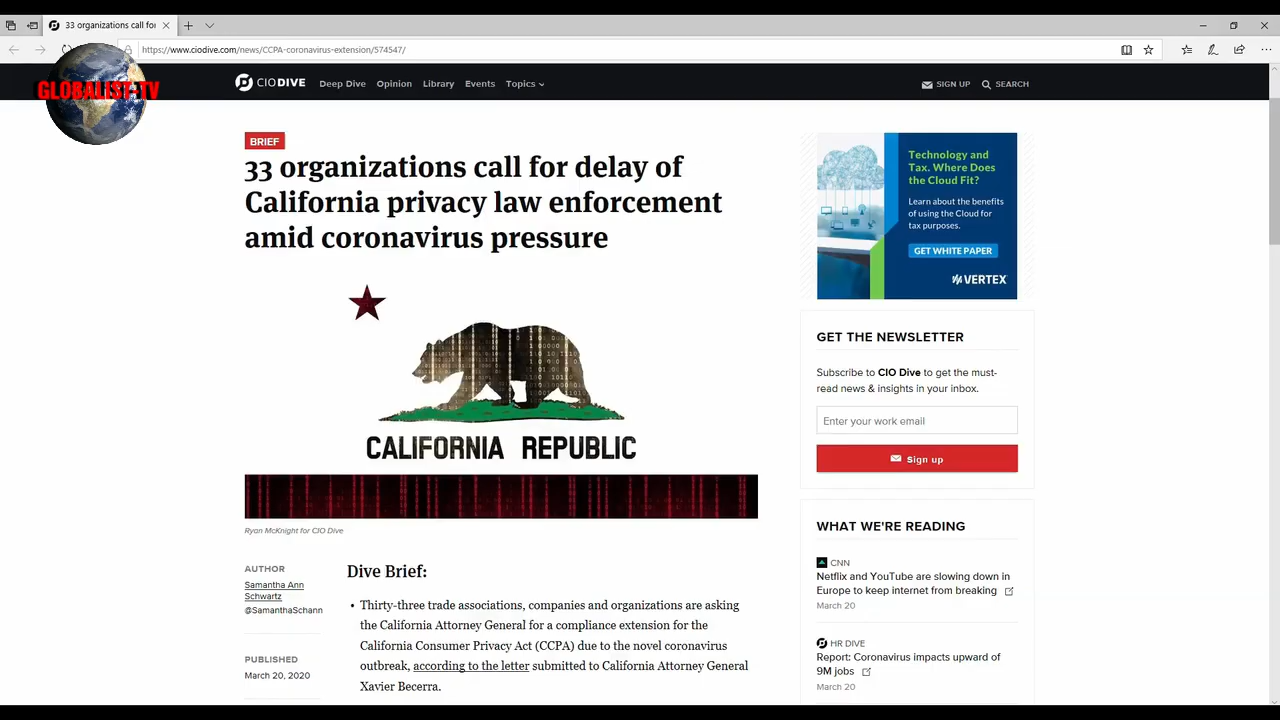 33 organizations call for
https://www.ciodive.com/news/CCPA-coronavirus-extension/574547/
GLOBALIST-TV
CIODIVE Deep Dive Opinion Library Events Topics SIGN UP SEARCH
BRIEF
33 organizations call for delay of
California privacy law enforcement
amid coronavirus pressure
CALIFORNIA REPUBLIC
Ryan McKnight for CIO Dive
AUTHOR
Samantha Ann
Schwartz
@SamanthaSchann
PUBLISHED
March 20, 2020
Dive Brief:
• Thirty-three trade associations, companies and organizations are asking
the California Attorney General for a compliance extension for the
California Consumer Privacy Act (CCPA) due to the novel coronavirus
outbreak, according to the letter submitted to California Attorney General
Xavier Becerra.
Technology and
Tax. Where Does
the Cloud Fit?
Learn about the benefits
of using the Cloud for
tax purposes.
GET WHITE PAPER
VERTEX
GET THE NEWSLETTER
Subscribe to CIO Dive to get the must-
read news & insights in your inbox.
Enter your work email
Sign up
WHAT WE'RE READING
CNN
Netflix and YouTube are slowing down in
Europe to keep internet from breaking
March 20
HR DIVE
Report: Coronavirus impacts upward of
9M jobs
March 20